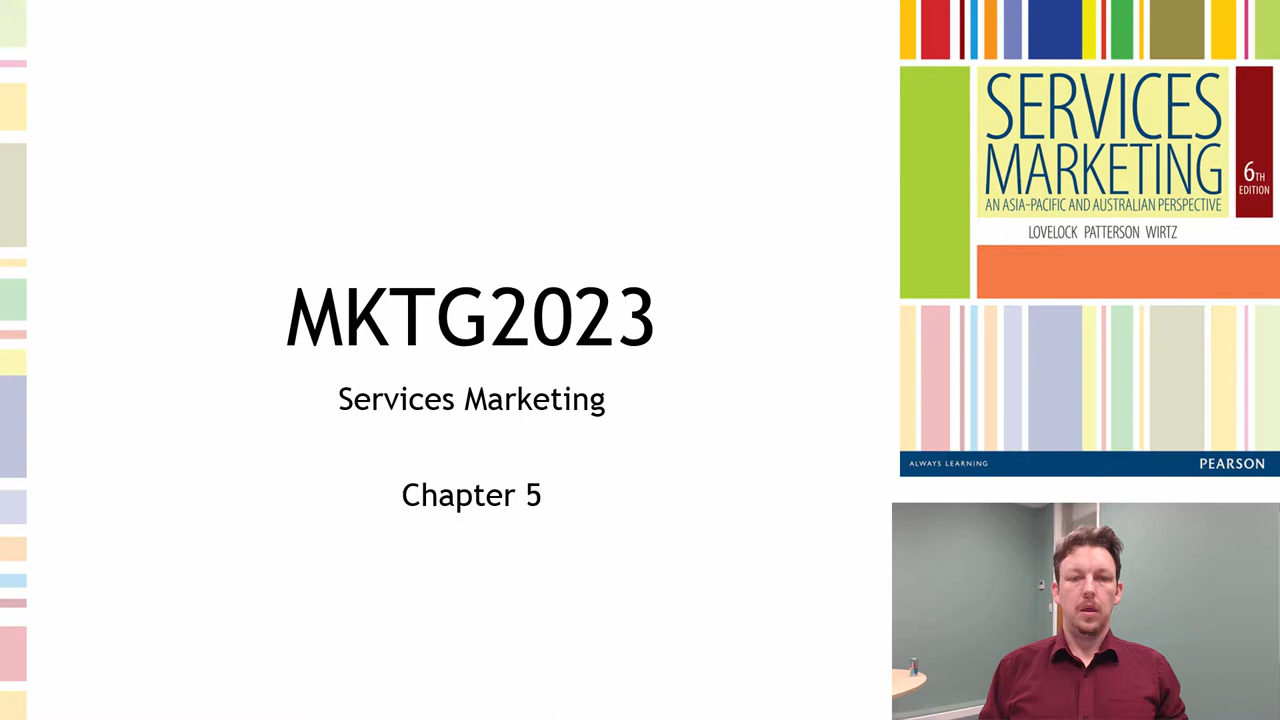 MKTG2023
Services Marketing
Chapter 5
SERVICES
MARKETING
AN ASIA-PACIFIC AND AUSTRALIAN PERSPECTIVE
6TH
EDITION
LOVELOCK PATTERSON WIRTZ
ALWAYS LEARNING
PEARSON